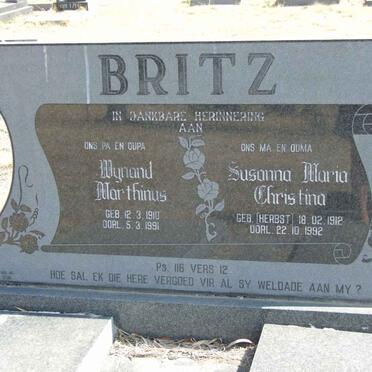 BRITZ
IN DANKBARE HERINNERING
AAN
ONS PA EN OUPA
Wynand
Marthinus
GEB. 12.3.1910
OORL. 5.3.1991
ONS MA EN OUMA
Susanna Maria
Christina
GEB. (HERBST) 18.02.1912
OORL. 22.10.1992
PS. 116 VERS 12
HOE SAL EK DIE HERE VERGOED VIR AL SY WELDADE AAN MY?